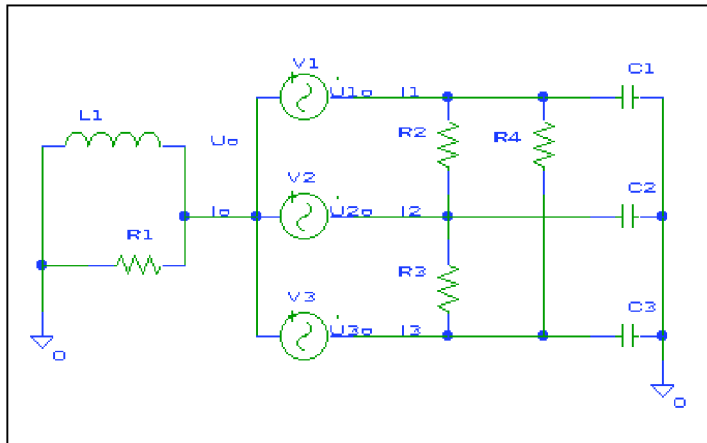 V1
C1
U1o I1
L1
Uo
R2 R4
V2
C2
Io
U2o I2
R1
R3
V3
C3
U3o I3
0
0